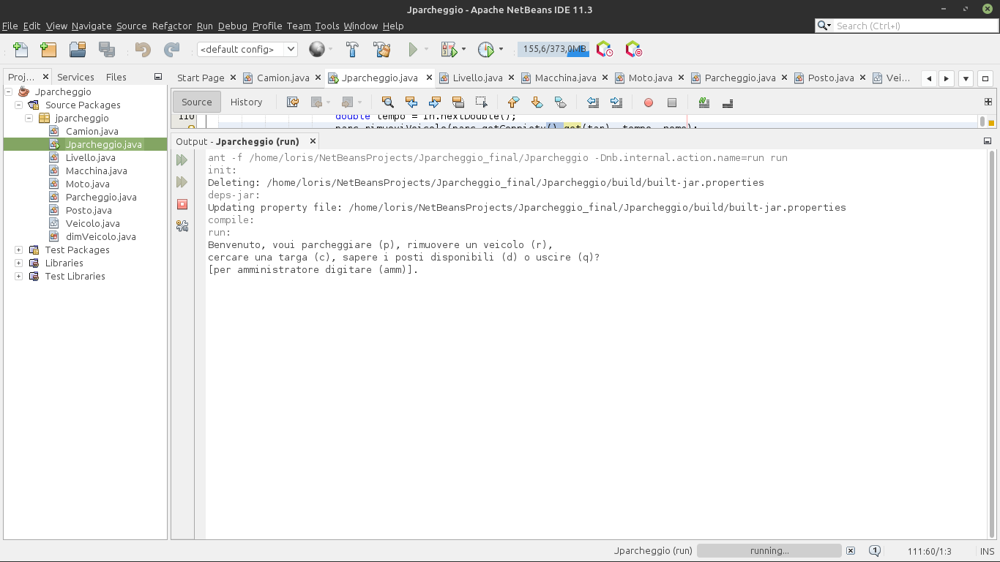 Jparcheggio - Apache NetBeans IDE 11.3
File Edit View Navigate Source Refactor Run Debug Profile Team Tools Window Help
Search (Ctrl+I)
<default config>
155,6/373,0MB
Proj... Services Files
Start Page Camion.java Jparcheggio.java Livello.java Macchina.java Moto.java Parcheggio.java Posto.java Vei...
Source History
Jparcheggio
Source Packages
jparcheggio
Camion.java
Jparcheggio.java
Livello.java
Macchina.java
Moto.java
Parcheggio.java
Posto.java
Veicolo.java
dimVeicolo.java
Test Packages
Libraries
Test Libraries
110 double tempo = in.nextDouble();
Output - Jparcheggio (run)
ant -f /home/loris/NetBeansProjects/Jparcheggio_final/Jparcheggio -Dnb.internal.action.name=run run
init:
Deleting: /home/loris/NetBeansProjects/Jparcheggio_final/Jparcheggio/build/built-jar.properties
deps-jar:
Updating property file: /home/loris/NetBeansProjects/Jparcheggio_final/Jparcheggio/build/built-jar.properties
compile:
run:
Benvenuto, voui parcheggiare (p), rimuovere un veicolo (r),
cercare una targa (c), sapere i posti disponibili (d) o uscire (q)?
[per amministratore digitare (amm)].
Jparcheggio (run) running... 1 111:60/1:3 INS